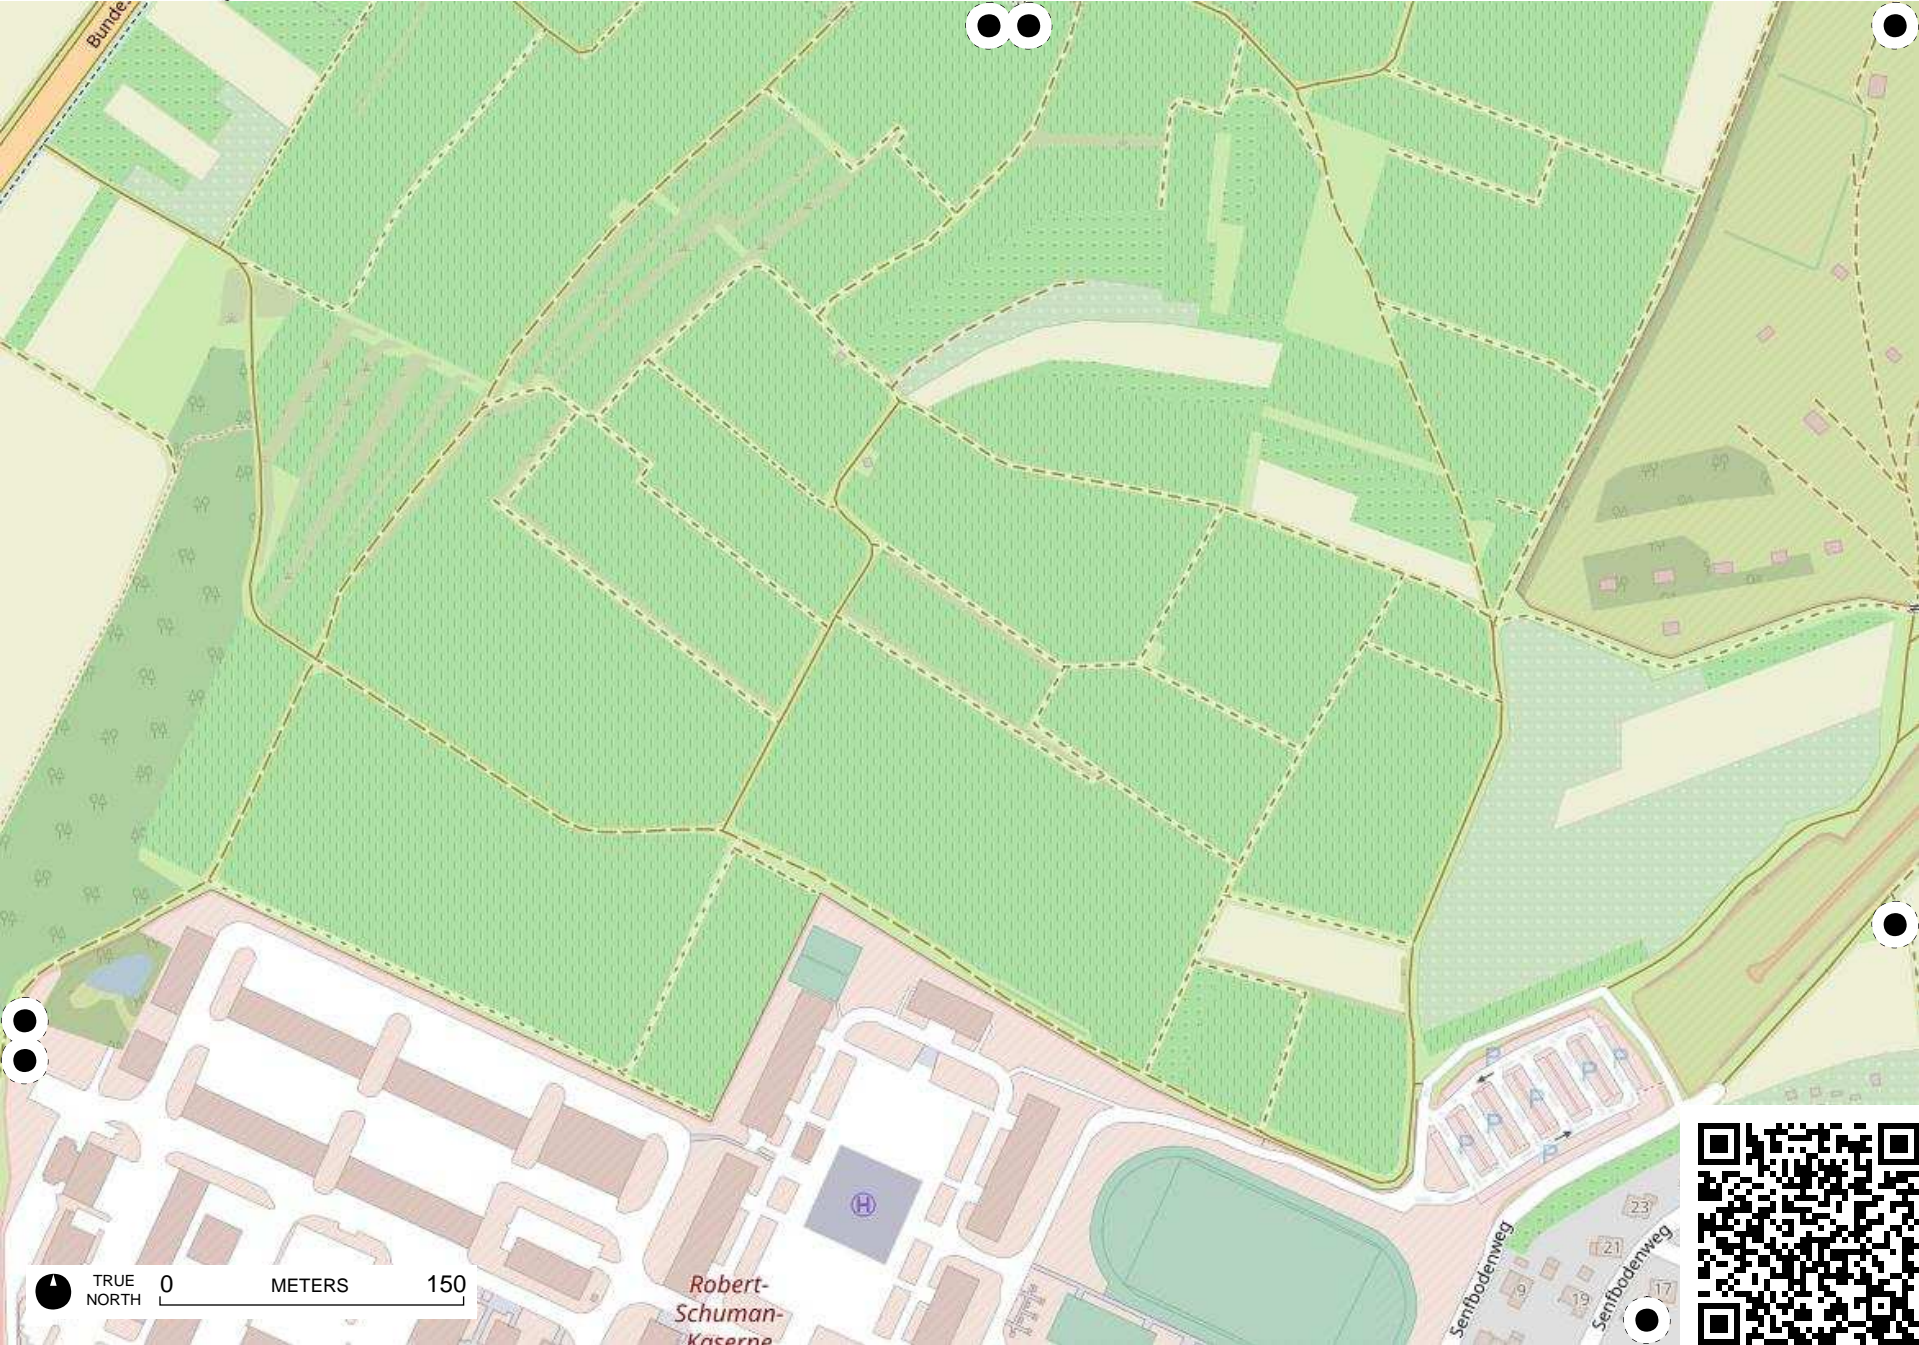 Bunde
P
P
P
P
P
P
P
H
23
21
19
17
9
Senfbodenweg
Senfbodenweg
Robert-
Schuman-
Kaserne
TRUE
NORTH
0 METERS 150